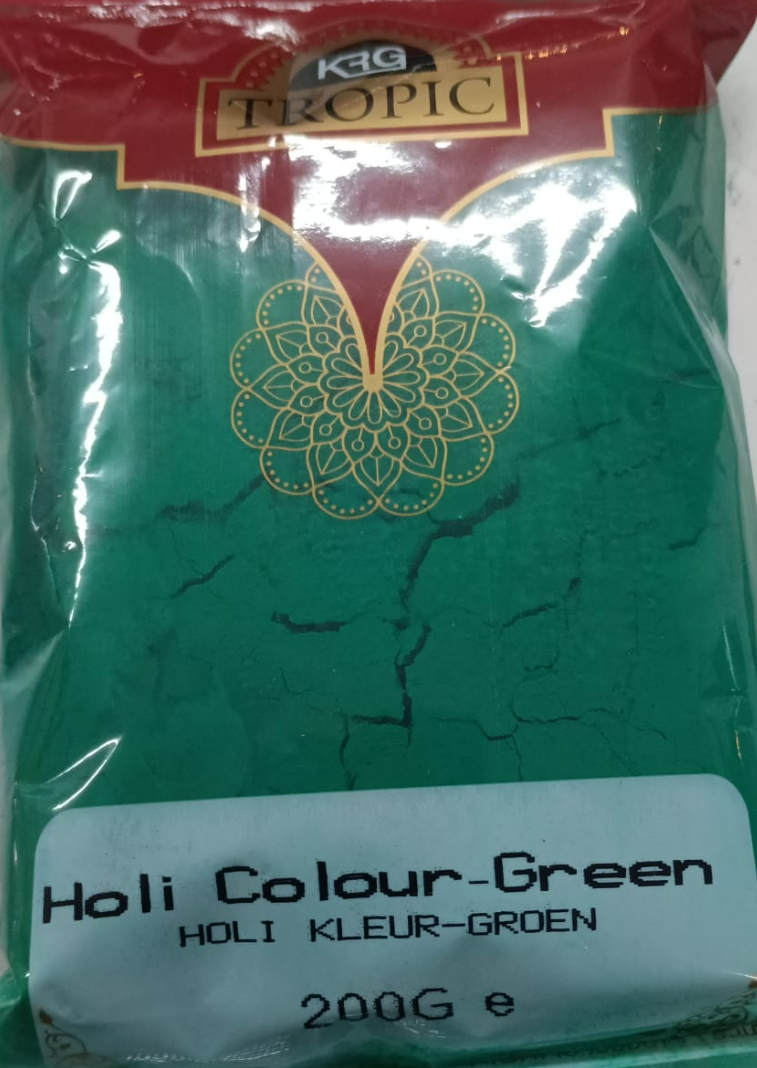 KRG
TROPIC
Holi Colour-Green
HOLI KLEUR-GROEN
200G e